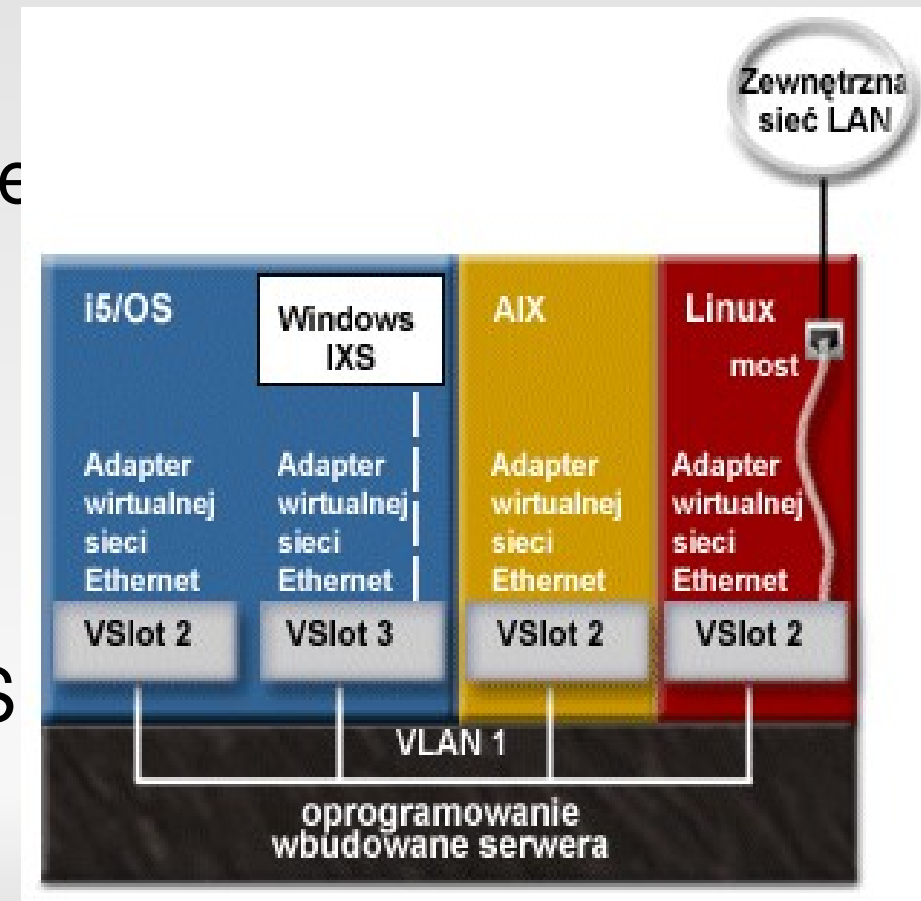 Zewnętrzna
sieć LAN
e
i5/OS
Windows
IXS
AIX
Linux
most
Adapter
wirtualnej
sieci
Ethernet
Adapter
wirtualnej
sieci
Ethernet
Adapter
wirtualnej
sieci
Ethernet
Adapter
wirtualnej
sieci
Ethernet
VSlot 2
VSlot 3
VSlot 2
VSlot 2
S
VLAN 1
oprogramowanie
wbudowane serwera